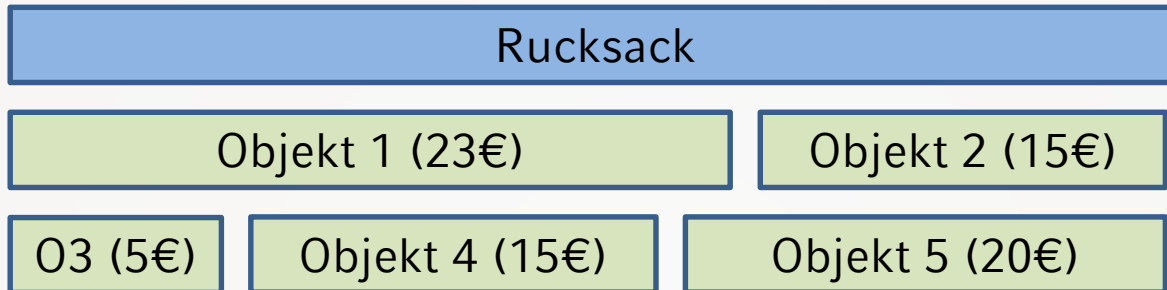 Rucksack
Objekt 1 (23€) Objekt 2 (15€)
O3 (5€) Objekt 4 (15€) Objekt 5 (20€)